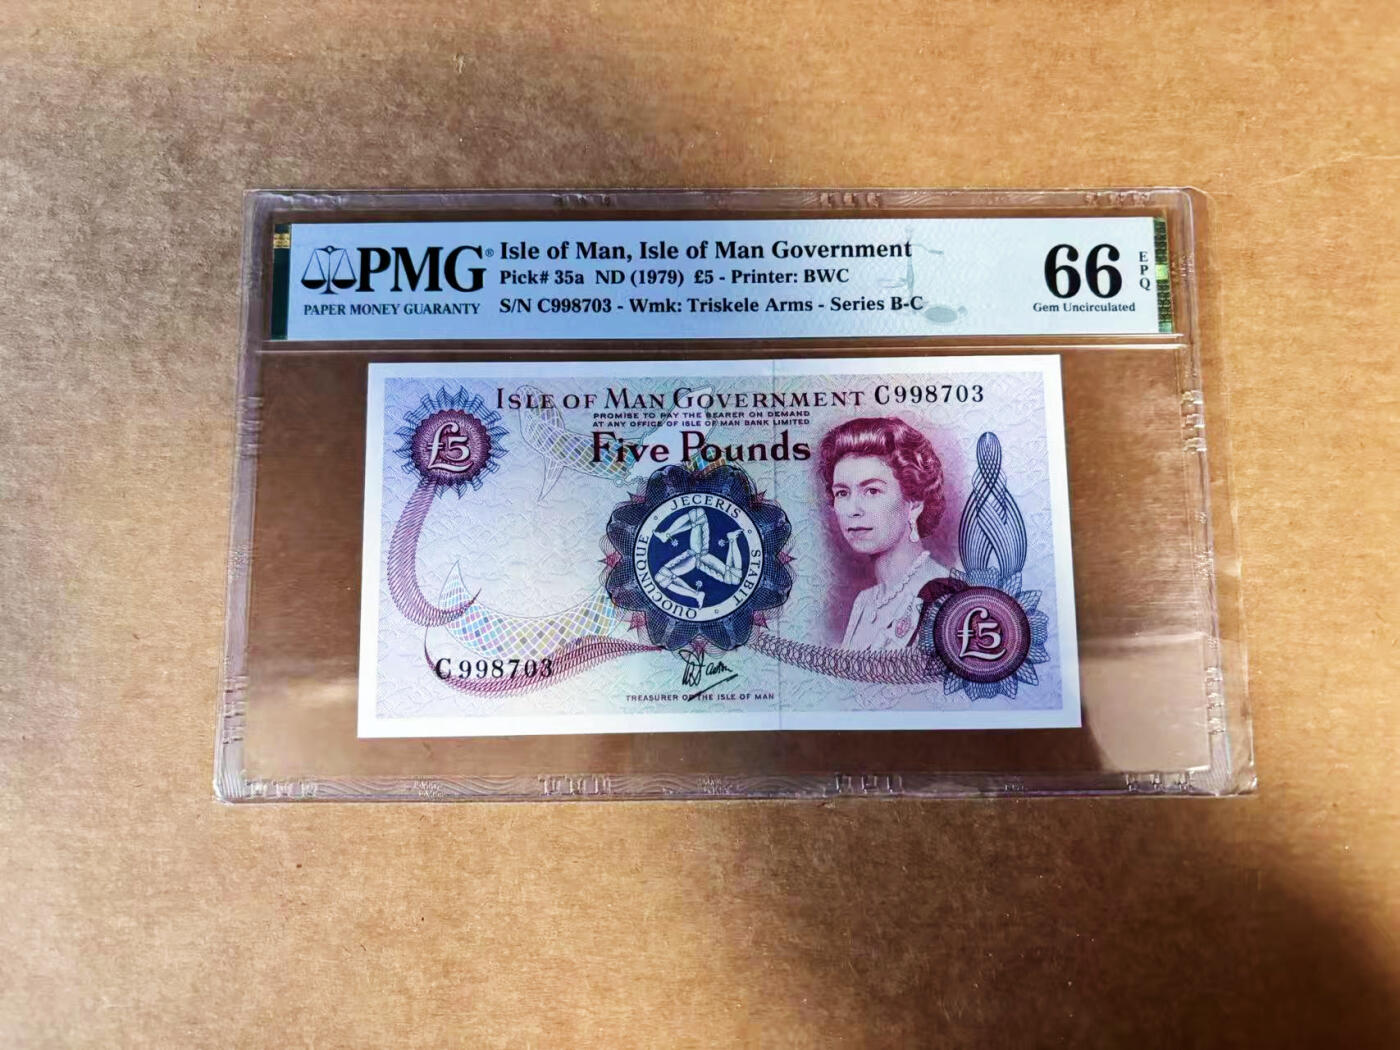 PMG®
PAPER MONEY GUARANTY
Isle of Man, Isle of Man Government
Pick# 35a ND (1979) £5 - Printer: BWC
S/N C998703 - Wmk: Triskele Arms - Series B-C
66
EPQ
Gem Uncirculated
ISLE OF MAN GOVERNMENT C998703
PROMISE TO PAY THE BEARER ON DEMAND
AT ANY OFFICE OF ISLE OF MAN BANK LIMITED
£5
Five Pounds
QUOCUNQUE JECERIS STABIT
£5
C998703
TREASURER OF THE ISLE OF MAN